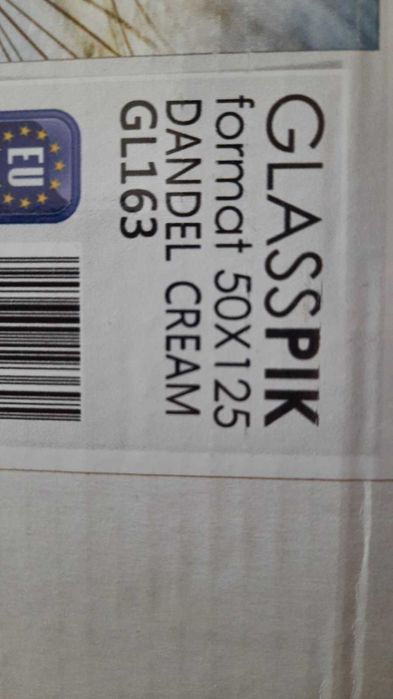 GLASSPIK
format 50X125
DANDEL CREAM
GL163
EU